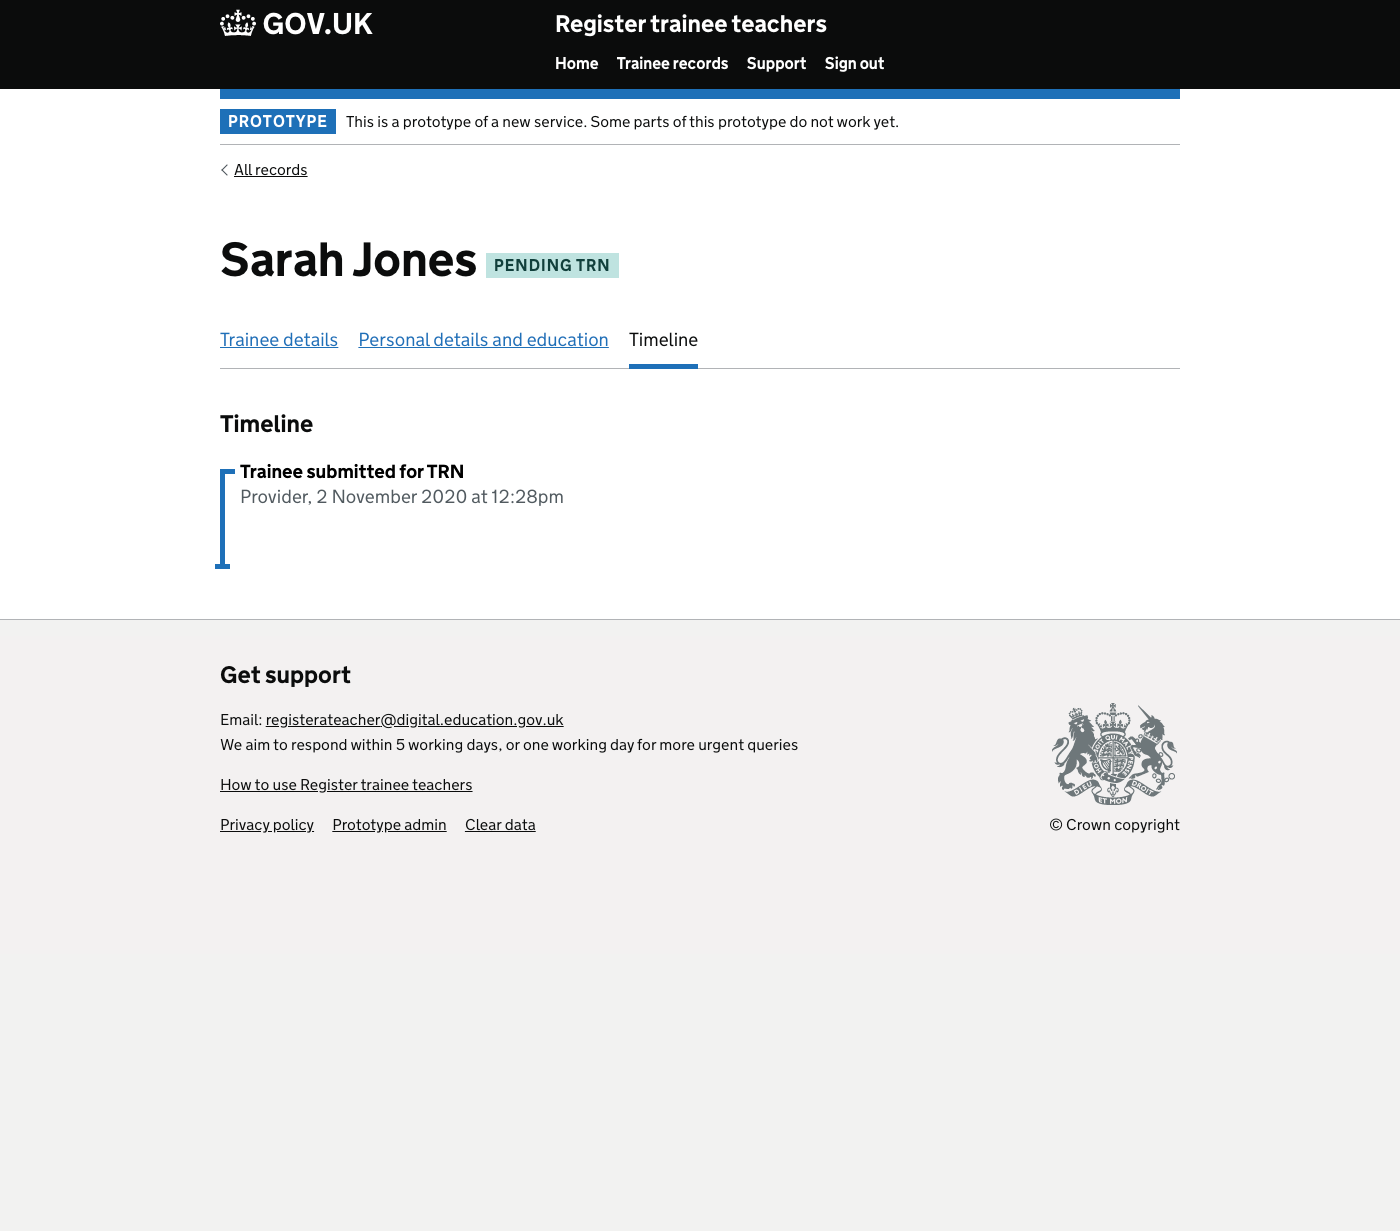 GOV.UK
Register trainee teachers
Home Trainee records Support Sign out
PROTOTYPE This is a prototype of a new service. Some parts of this prototype do not work yet.
All records
Sarah Jones PENDING TRN
Trainee details Personal details and education Timeline
Timeline
Trainee submitted for TRN
Provider, 2 November 2020 at 12:28pm
Get support
Email: registerateacher@digital.education.gov.uk
We aim to respond within 5 working days, or one working day for more urgent queries
How to use Register trainee teachers
DIEU ET MON DROIT
Privacy policy Prototype admin Clear data
© Crown copyright